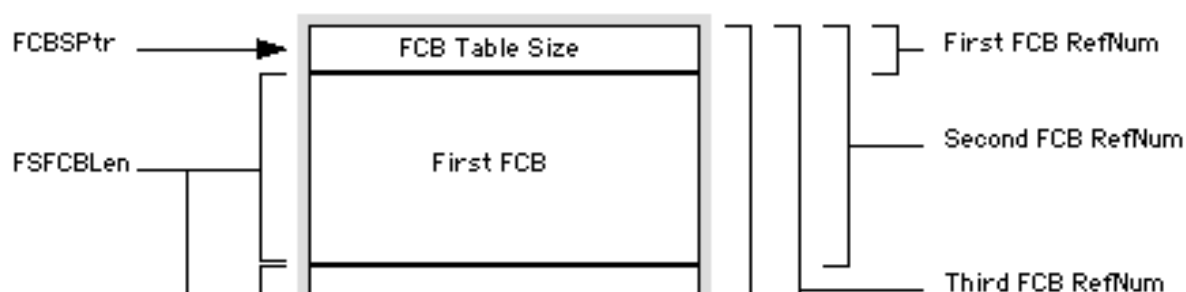 FCBSPtr
FCB Table Size
First FCB RefNum
Second FCB RefNum
FSFCBLen
First FCB
Third FCB RefNum